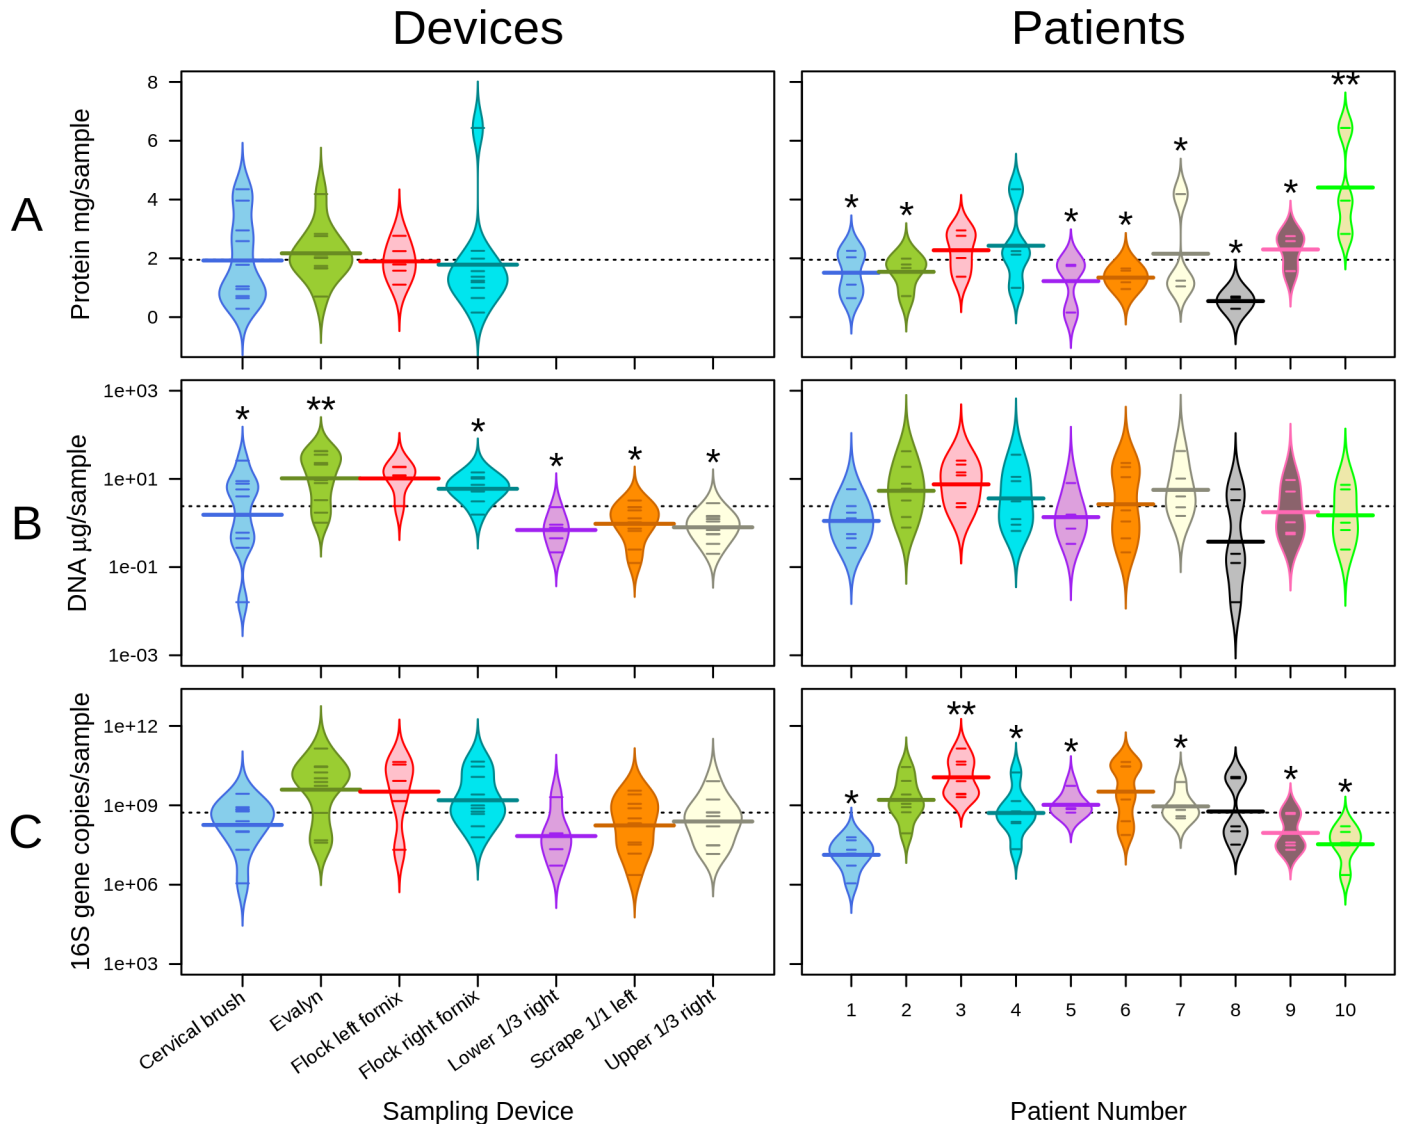 Devices
Patients
A
Protein mg/sample
8
6
4
2
0
*
*
*
*
*
*
*
*
**
B
DNA µg/sample
1e+03
1e+01
1e-01
1e-03
*
**
*
*
*
*
C
16S gene copies/sample
1e+12
1e+09
1e+06
1e+03
*
**
*
*
*
*
*
Cervical brush
Evalyn
Flock left fornix
Flock right fornix
Lower 1/3 right
Scrape 1/1 left
Upper 1/3 right
1 2 3 4 5 6 7 8 9 10
Sampling Device
Patient Number